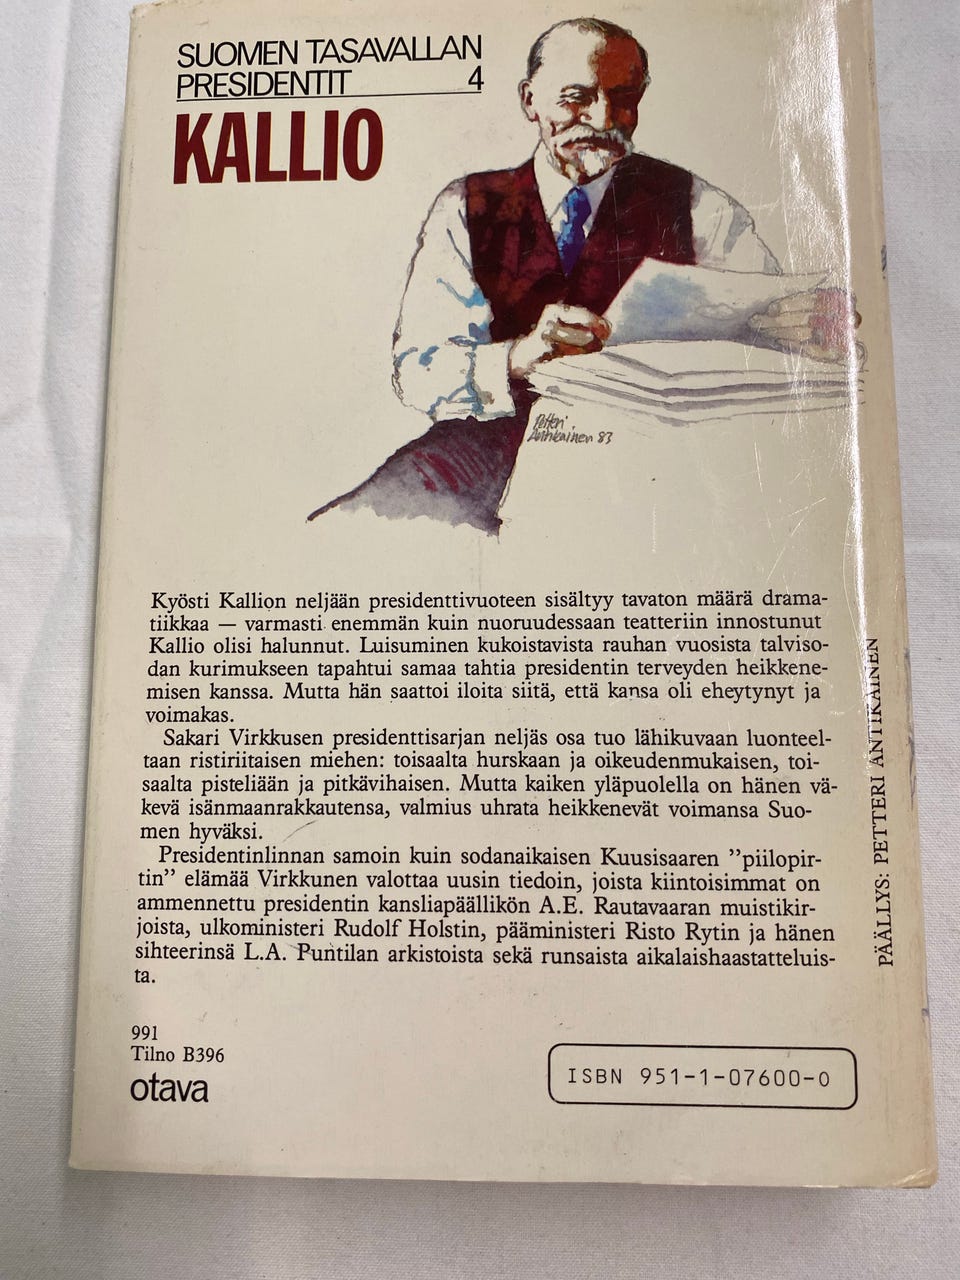 SUOMEN TASAVALLAN
PRESIDENTIT 4
KALLIO
Petteri
Antikainen 83
Kyösti Kallion neljään presidenttivuoteen sisältyy tavaton määrä drama-
tiikkaa — varmasti enemmän kuin nuoruudessaan teatteriin innostunut
Kallio olisi halunnut. Luisuminen kukoistavista rauhan vuosista talviso-
dan kurimukseen tapahtui samaa tahtia presidentin terveyden heikkene-
misen kanssa. Mutta hän saattoi iloita siitä, että kansa oli eheytynyt ja
voimakas.
Sakari Virkkusen presidenttisarjan neljäs osa tuo lähikuvaan luonteel-
taan ristiriitaisen miehen: toisaalta hurskaan ja oikeudenmukaisen, toi-
saalta pisteliään ja pitkävihaisen. Mutta kaiken yläpuolella on hänen vä-
kevä isänmaanrakkautensa, valmius uhrata heikkenevät voimansa Suo-
men hyväksi.
Presidentinlinnan samoin kuin sodanaikaisen Kuusisaaren ”piilopir-
tin” elämää Virkkunen valottaa uusin tiedoin, joista kiintoisimmat on
ammennettu presidentin kansliapäällikön A.E. Rautavaaran muistikir-
joista, ulkoministeri Rudolf Holstin, pääministeri Risto Rytin ja hänen
sihteerinsä L.A. Puntilan arkistoista sekä runsaista aikalaishaastatteluis-
ta.
991
Tilno B396
otava
ISBN 951-1-07600-0
PÄÄLLYS: PETTERI ANTIKAINEN